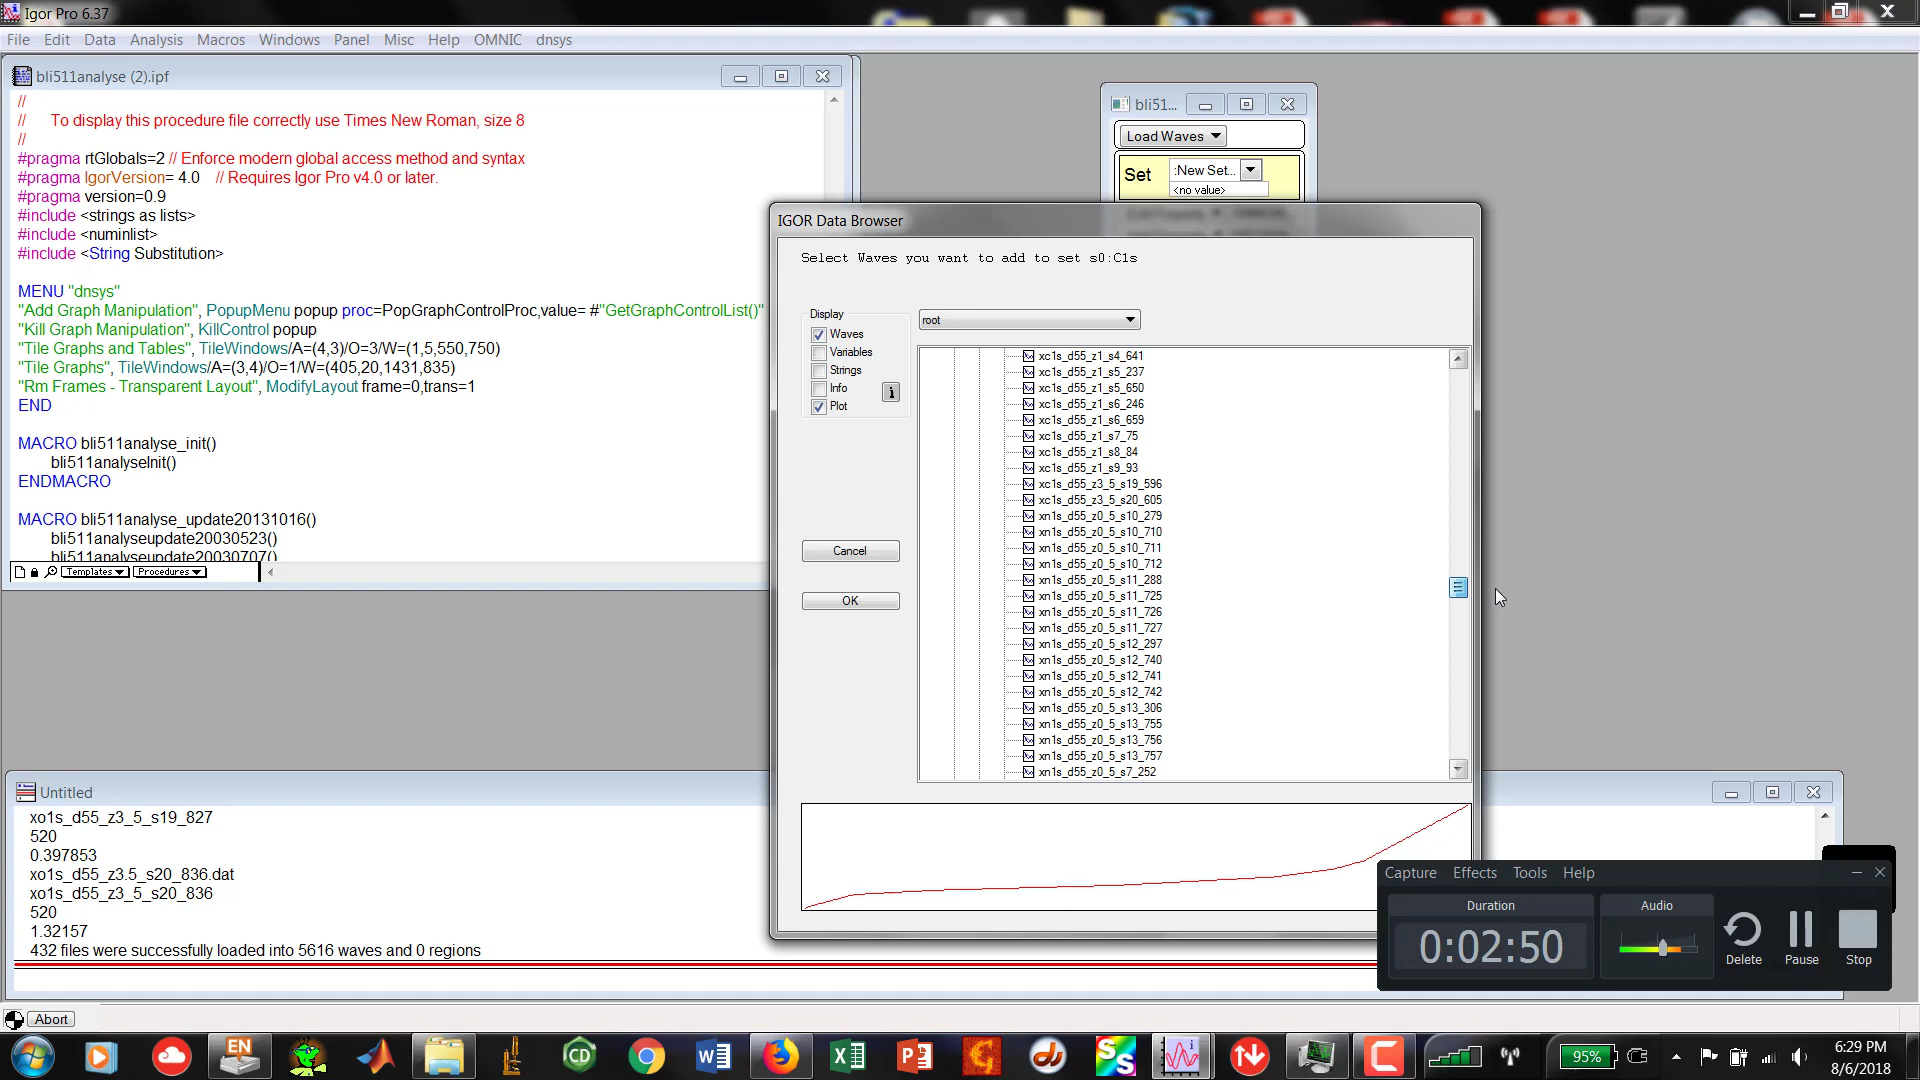 Igor Pro 6.37
File Edit Data Analysis Macros Windows Panel Misc Help OMNIC dnsys
bli511analyse (2).ipf
//
// To display this procedure file correctly use Times New Roman, size 8
//
#pragma rtGlobals=2 // Enforce modern global access method and syntax
#pragma IgorVersion= 4.0 // Requires Igor Pro v4.0 or later.
#pragma version=0.9
#include <strings as lists>
#include <numinlist>
#include <String Substitution>
MENU "dnsys"
"Add Graph Manipulation", PopupMenu popup proc=PopGraphControlProc,value= #"GetGraphControlList()"
"Kill Graph Manipulation", KillControl popup
"Tile Graphs and Tables", TileWindows/A=(4,3)/O=3/W=(1,5,550,750)
"Tile Graphs", TileWindows/A=(3,4)/O=1/W=(405,20,1431,835)
"Rm Frames - Transparent Layout", ModifyLayout frame=0,trans=1
END
MACRO bli511analyse_init()
bli511analyseInit()
ENDMACRO
MACRO bli511analyse_update20131016()
bli511analyseupdate20030523()
bli511analyseupdate20030707()
Templates Procedures
bli51...
Load Waves
Set :New Set...
<no value>
IGOR Data Browser
Select Waves you want to add to set s0:C1s
Display
Waves
Variables
Strings
Info
Plot
i
root
Cancel
OK
xc1s_d55_z1_s4_641
xc1s_d55_z1_s5_237
xc1s_d55_z1_s5_650
xc1s_d55_z1_s6_246
xc1s_d55_z1_s6_659
xc1s_d55_z1_s7_75
xc1s_d55_z1_s8_84
xc1s_d55_z1_s9_93
xc1s_d55_z3_5_s19_596
xc1s_d55_z3_5_s20_605
xn1s_d55_z0_5_s10_279
xn1s_d55_z0_5_s10_710
xn1s_d55_z0_5_s10_711
xn1s_d55_z0_5_s10_712
xn1s_d55_z0_5_s11_288
xn1s_d55_z0_5_s11_725
xn1s_d55_z0_5_s11_726
xn1s_d55_z0_5_s11_727
xn1s_d55_z0_5_s12_297
xn1s_d55_z0_5_s12_740
xn1s_d55_z0_5_s12_741
xn1s_d55_z0_5_s12_742
xn1s_d55_z0_5_s13_306
xn1s_d55_z0_5_s13_755
xn1s_d55_z0_5_s13_756
xn1s_d55_z0_5_s13_757
xn1s_d55_z0_5_s7_252
Untitled
xo1s_d55_z3_5_s19_827
520
0.397853
xo1s_d55_z3.5_s20_836.dat
xo1s_d55_z3_5_s20_836
520
1.32157
432 files were successfully loaded into 5616 waves and 0 regions
Capture Effects Tools Help
Duration
0:02:50
Audio
Delete Pause Stop
Abort
EN
CD
95%
6:29 PM
8/6/2018